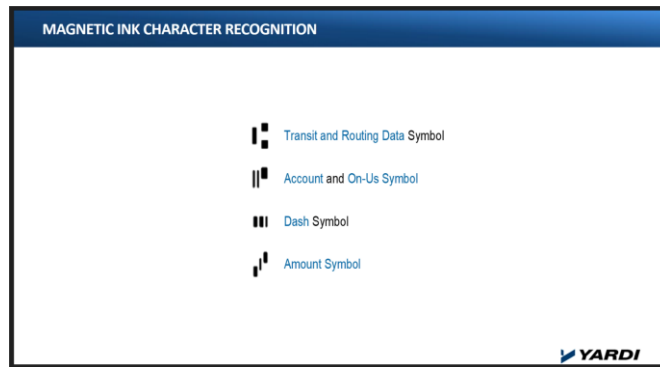 MAGNETIC INK CHARACTER RECOGNITION
⑆ Transit and Routing Data Symbol
⑈ Account and On-Us Symbol
⑉ Dash Symbol
⑇ Amount Symbol
YARDI